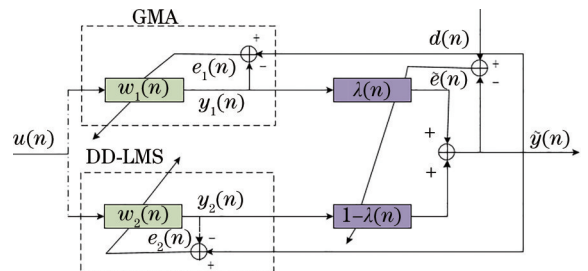 GMA
d(n)
+
e₁(n)
−
+
w₁(n)
y₁(n)
λ(n)
ẽ(n)
−
u(n)
+
ỹ(n)
DD-LMS
+
w₂(n)
y₂(n)
1−λ(n)
e₂(n)
−
+